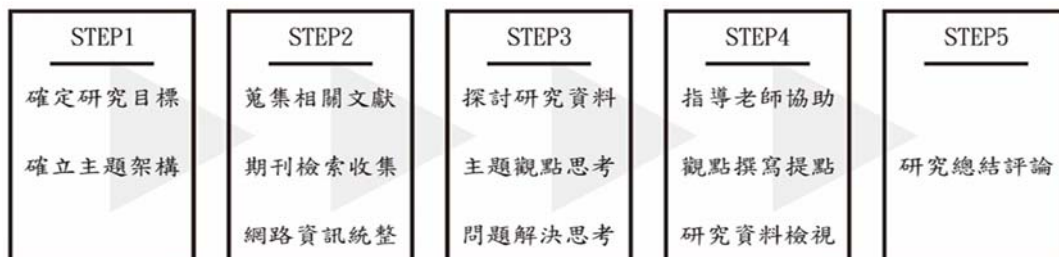 STEP1
確定研究目標
確立主題架構
STEP2
蒐集相關文獻
期刊檢索收集
網路資訊統整
STEP3
探討研究資料
主題觀點思考
問題解決思考
STEP4
指導老師協助
觀點撰寫提點
研究資料檢視
STEP5
研究總結評論